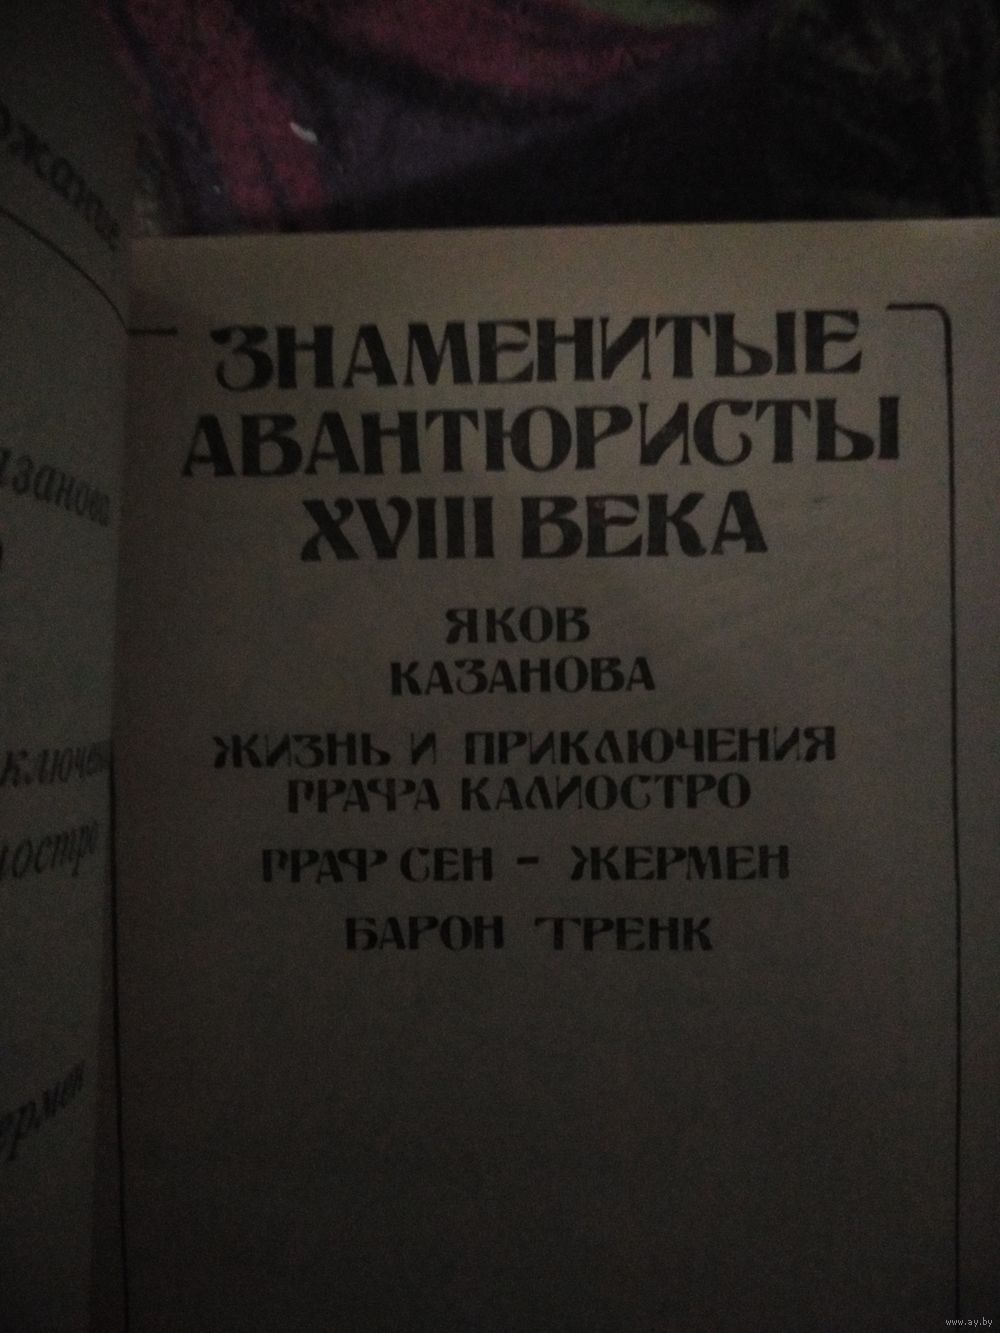 ЗНАМЕНИТЫЕ
АВАНТЮРИСТЫ
XVIII ВЕКА
ЯКОВ
КАЗАНОВА
ЖИЗНЬ И ПРИКЛЮЧЕНИЯ
ГРАФА КАЛИОСТРО
ГРАФ СЕН - ЖЕРМЕН
БАРОН ТРЕНК
www.ay.by